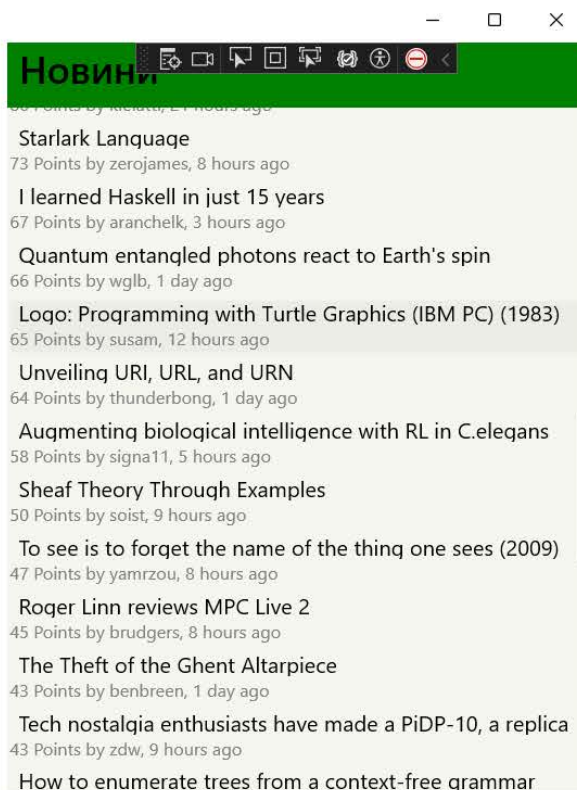 Новини
Starlark Language
73 Points by zerojames, 8 hours ago
I learned Haskell in just 15 years
67 Points by aranchelk, 3 hours ago
Quantum entangled photons react to Earth's spin
66 Points by wglb, 1 day ago
Logo: Programming with Turtle Graphics (IBM PC) (1983)
65 Points by susam, 12 hours ago
Unveiling URI, URL, and URN
64 Points by thunderbong, 1 day ago
Augmenting biological intelligence with RL in C.elegans
58 Points by signa11, 5 hours ago
Sheaf Theory Through Examples
50 Points by soist, 9 hours ago
To see is to forget the name of the thing one sees (2009)
47 Points by yamrzou, 8 hours ago
Roger Linn reviews MPC Live 2
45 Points by brudgers, 8 hours ago
The Theft of the Ghent Altarpiece
43 Points by benbreen, 1 day ago
Tech nostalgia enthusiasts have made a PiDP-10, a replica
43 Points by zdw, 9 hours ago
How to enumerate trees from a context-free grammar